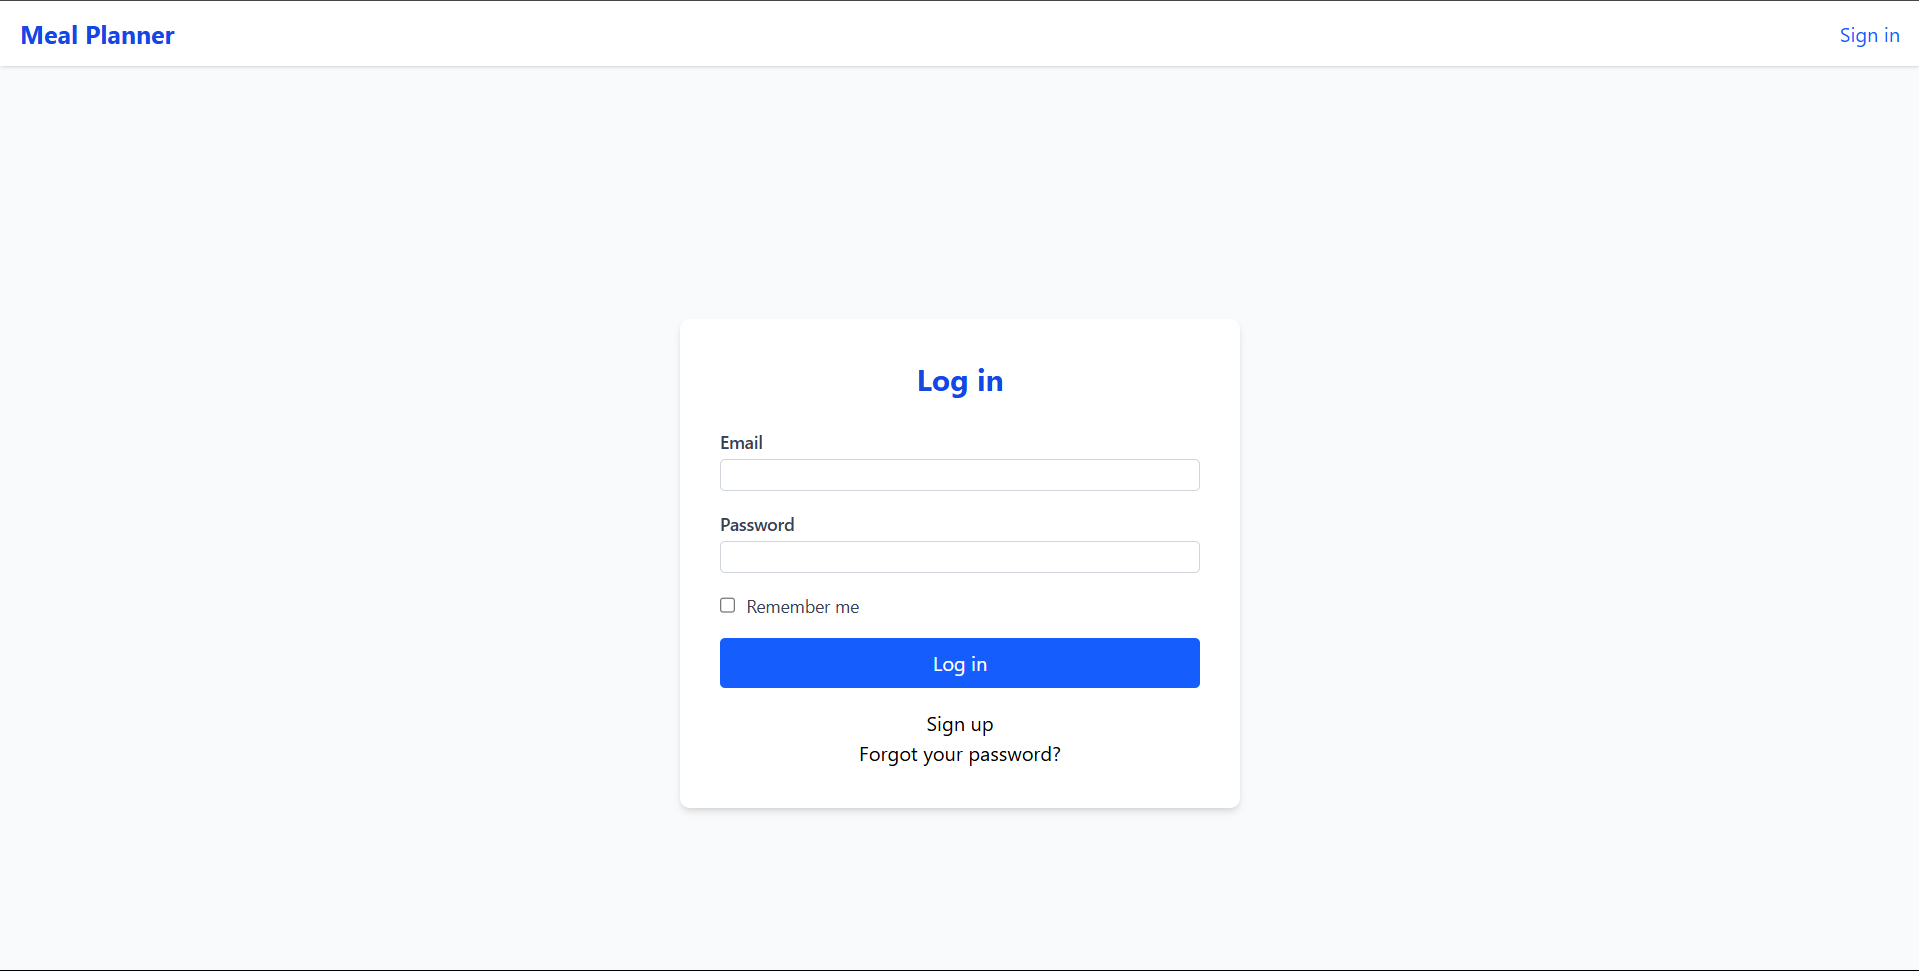 Meal Planner
Sign in
Log in
Email
Password
Remember me
Log in
Sign up
Forgot your password?